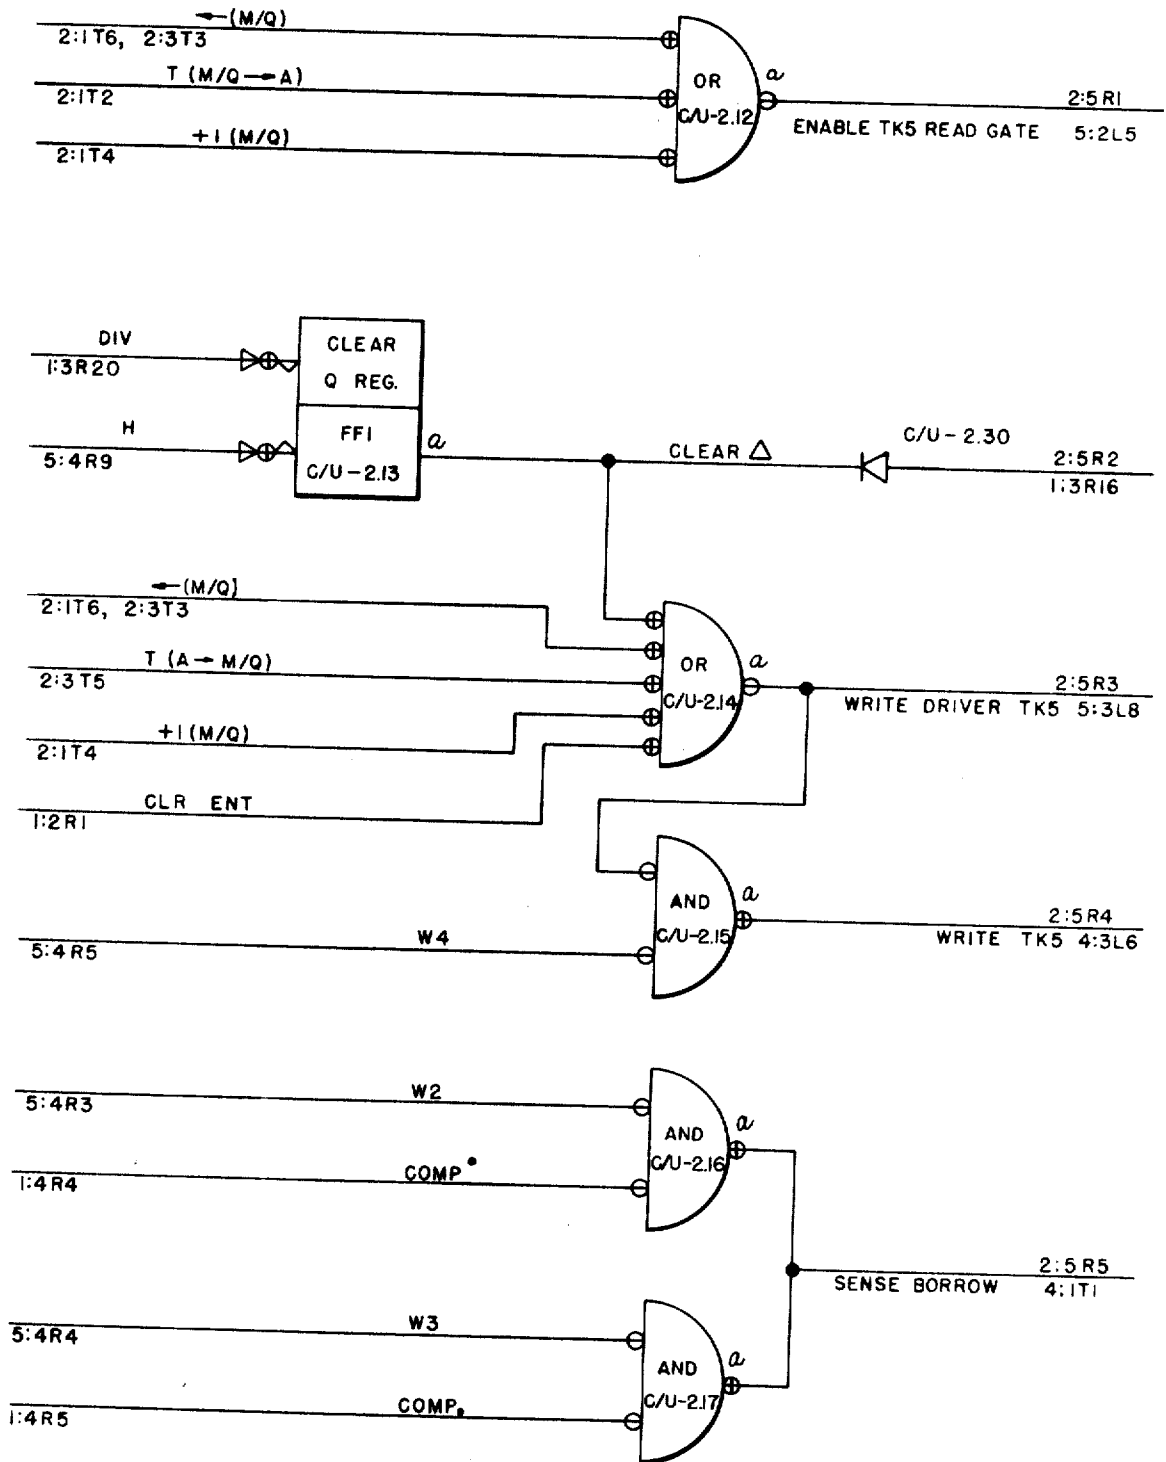 ←(M/Q)
2:1T6, 2:3T3
T (M/Q→A)
2:1T2
+1 (M/Q)
2:1T4
OR
C/U-2.12
a
2:5R1
ENABLE TK5 READ GATE 5:2L5
DIV
1:3R20
H
5:4R9
CLEAR
Q REG.
FF1
C/U-2.13
a
CLEAR △
C/U-2.30
2:5R2
1:3R16
←(M/Q)
2:1T6, 2:3T3
T (A→M/Q)
2:3T5
+1(M/Q)
2:1T4
CLR ENT
1:2R1
OR
C/U-2.14
a
2:5R3
WRITE DRIVER TK5 5:3L8
W4
5:4R5
AND
C/U-2.15
a
2:5R4
WRITE TK5 4:3L6
W2
5:4R3
COMP•
1:4R4
AND
C/U-2.16
a
2:5R5
SENSE BORROW 4:1T1
W3
5:4R4
COMP.
1:4R5
AND
C/U-2.17
a